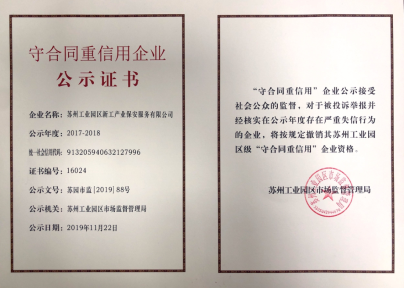 守合同重信用企业
公示证书
企业名称：苏州工业园区新工产业保安服务有限公司
公示年度：2017-2018
统一社会信用代码：913205940632127996
证书编号：16024
公示文号：苏园市监[2019]88号
公示机关：苏州工业园区市场监督管理局
公示日期：2019年11月22日
“守合同重信用”企业公示接受
社会公众的监督，对于被投诉举报并
经核实在公示年度存在严重失信行为
的企业，将按规定撤销其苏州工业园
区级“守合同重信用”企业资格。
苏州工业园区市场监督管理局